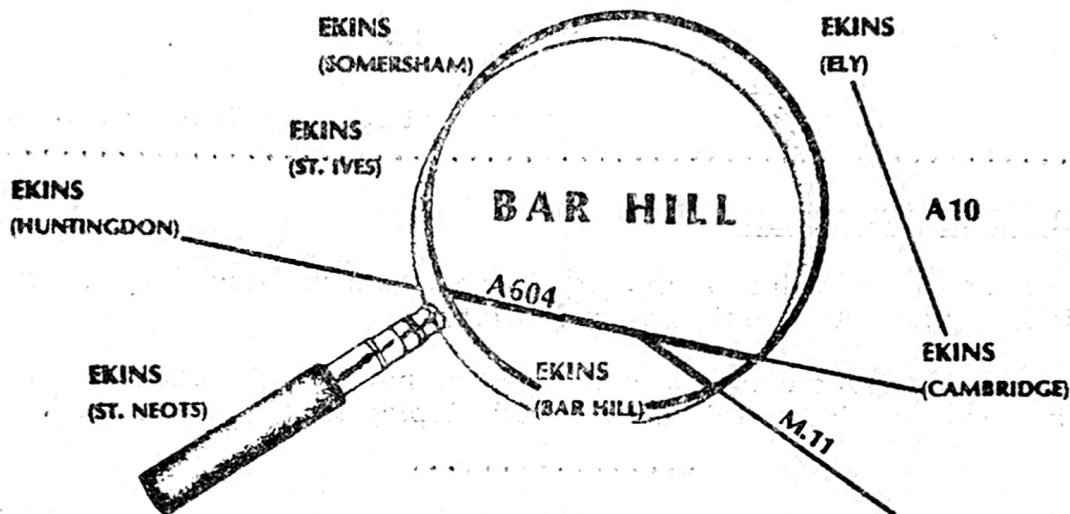 EKINS
(SOMERSHAM)
EKINS
(ELY)
EKINS
(ST. IVES)
EKINS
(HUNTINGDON)
BAR HILL
A10
A604
EKINS
(BAR HILL)
EKINS
(CAMBRIDGE)
EKINS
(ST. NEOTS)
M.11